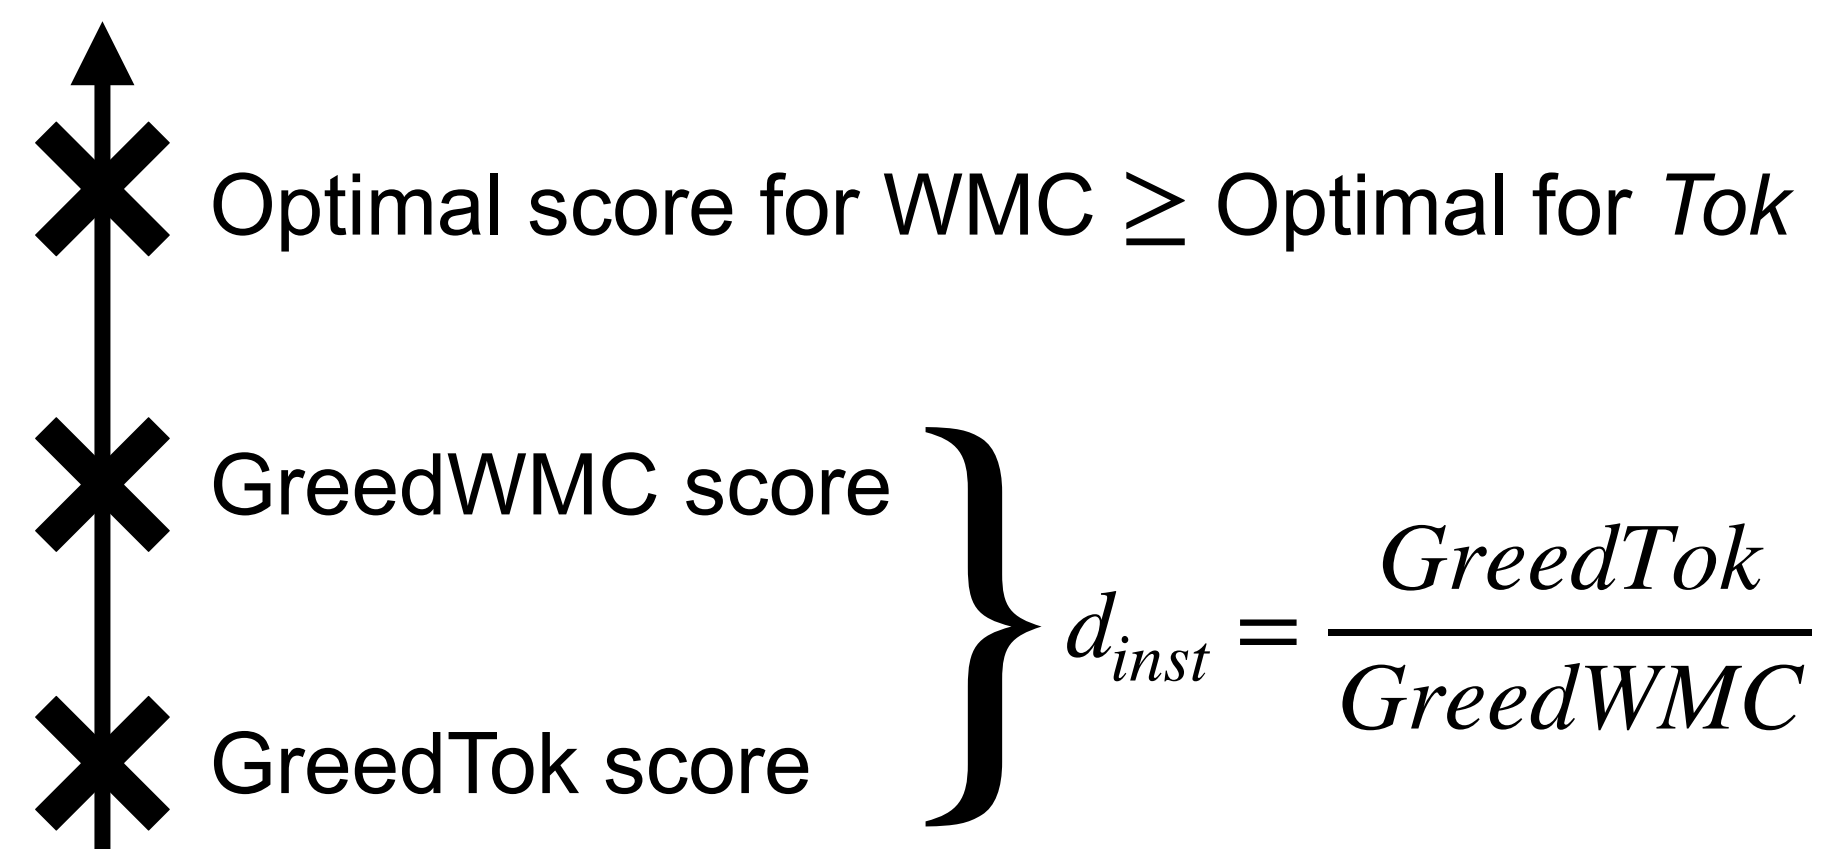 Optimal score for WMC ≥ Optimal for Tok
GreedWMC score
GreedTok score
d_inst = GreedTok / GreedWMC